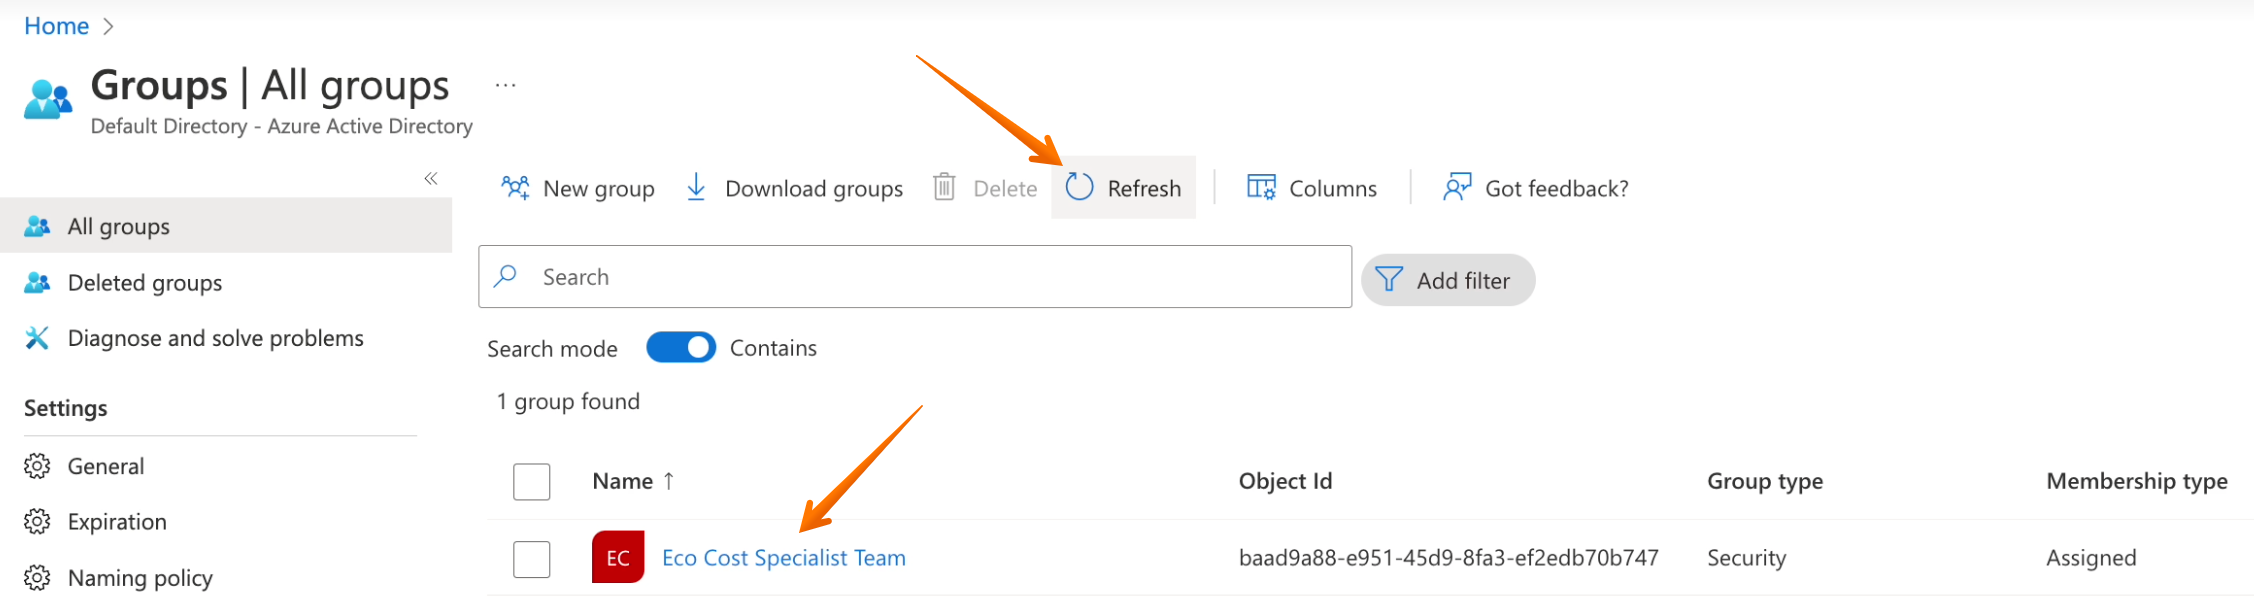 Home
Groups | All groups
...
Default Directory - Azure Active Directory
«
All groups
Deleted groups
Diagnose and solve problems
Settings
General
Expiration
Naming policy
New group
Download groups
Delete
Refresh
Columns
Got feedback?
Search
Add filter
Search mode Contains
1 group found
Name ↑ Object Id Group type Membership type
EC Eco Cost Specialist Team baad9a88-e951-45d9-8fa3-ef2edb70b747 Security Assigned